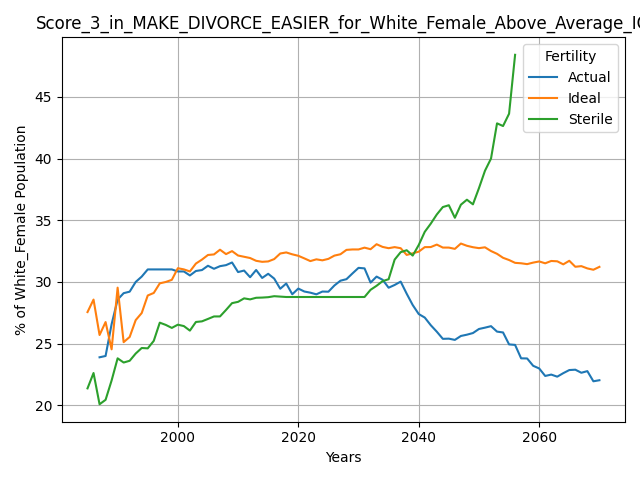 Score_3_in_MAKE_DIVORCE_EASIER_for_White_Female_Above_Average_IQ
Fertility
Actual
Ideal
Sterile
% of White_Female Population
45
40
35
30
25
20
2000
2020
2040
2060
Years